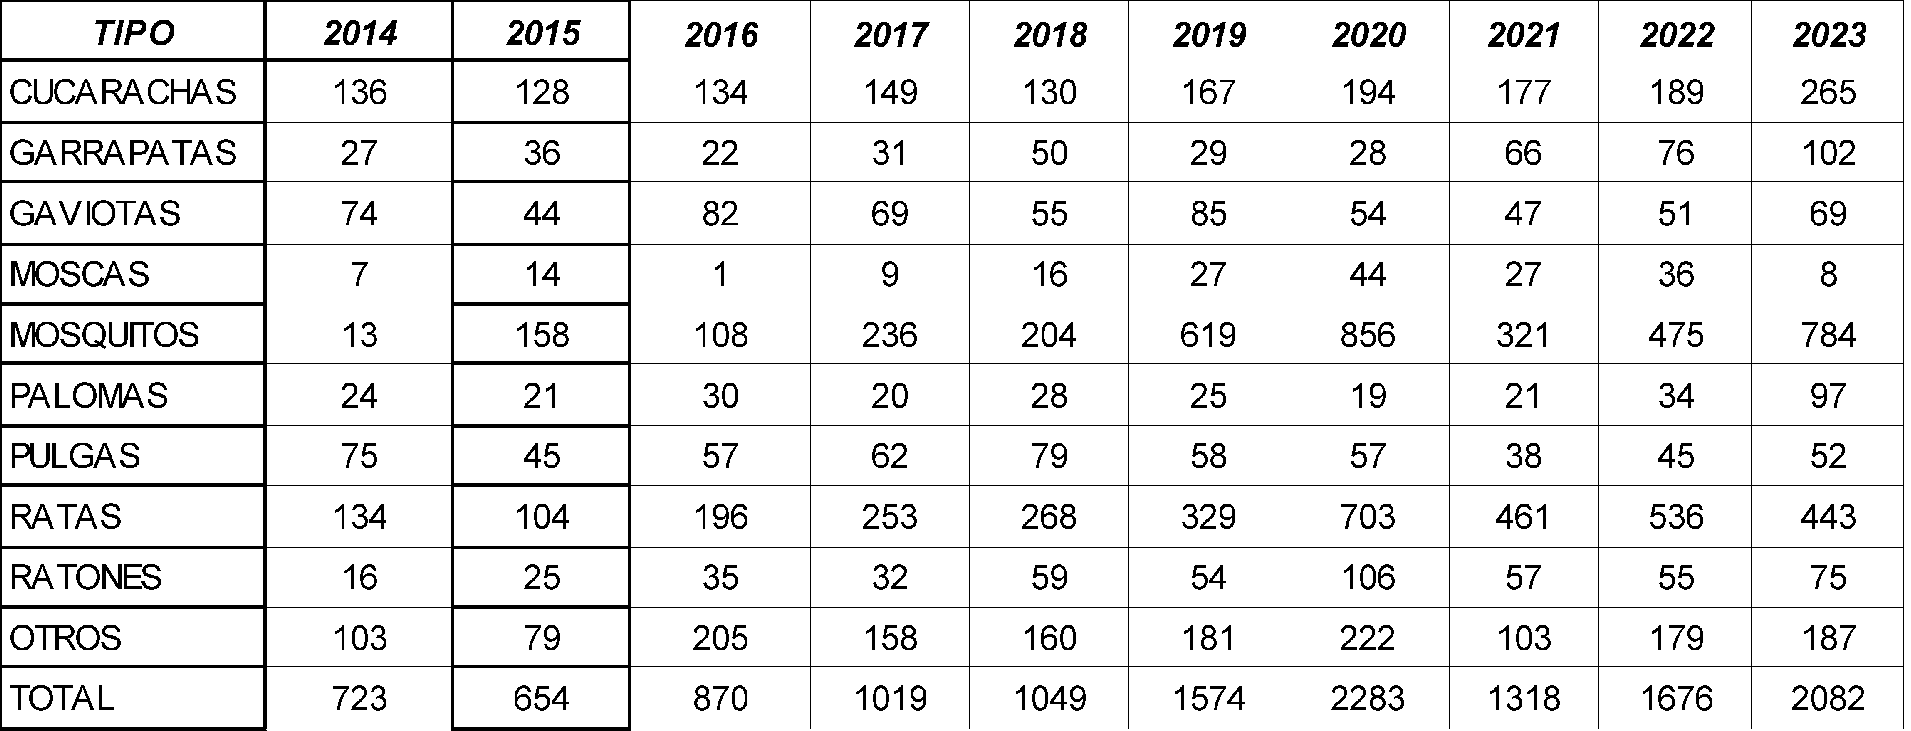 TIPO 2014 2015 2016 2017 2018 2019 2020 2021 2022 2023
CUCARACHAS 136 128 134 149 130 167 194 177 189 265
GARRAPATAS 27 36 22 31 50 29 28 66 76 102
GAVIOTAS 74 44 82 69 55 85 54 47 51 69
MOSCAS 7 14 1 9 16 27 44 27 36 8
MOSQUITOS 13 158 108 236 204 619 856 321 475 784
PALOMAS 24 21 30 20 28 25 19 21 34 97
PULGAS 75 45 57 62 79 58 57 38 45 52
RATAS 134 104 196 253 268 329 703 461 536 443
RATONES 16 25 35 32 59 54 106 57 55 75
OTROS 103 79 205 158 160 181 222 103 179 187
TOTAL 723 654 870 1019 1049 1574 2283 1318 1676 2082